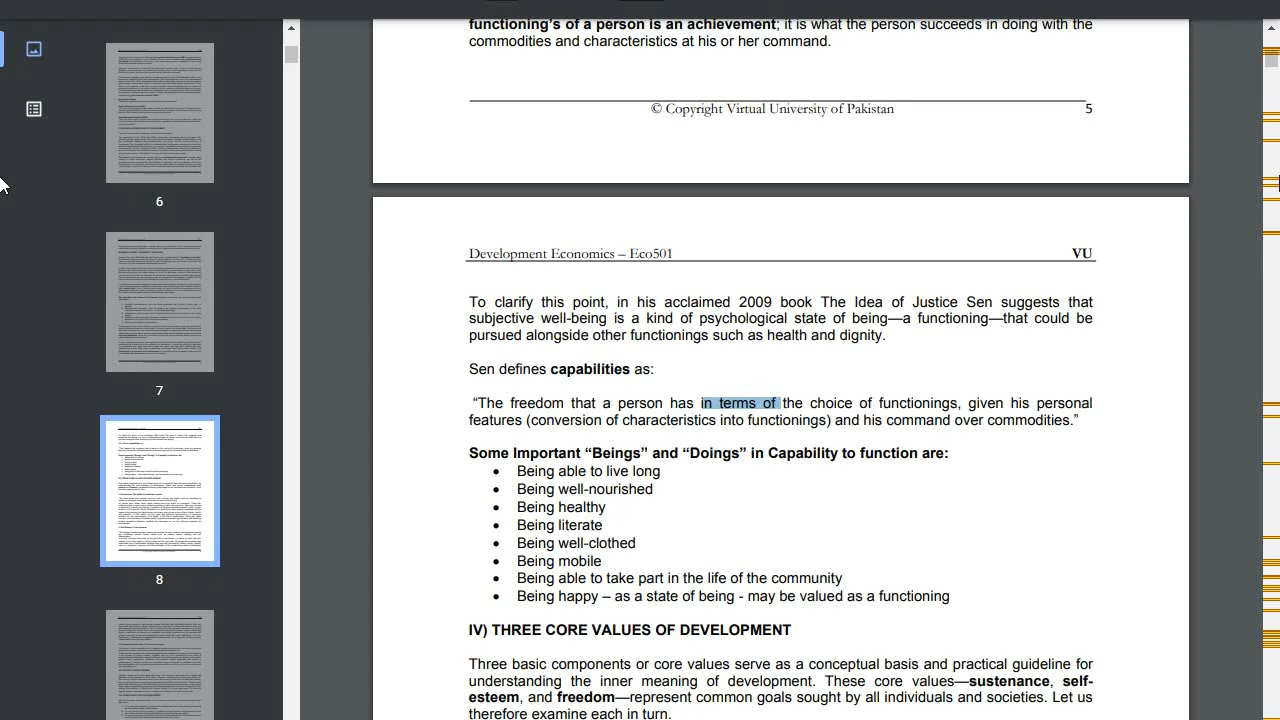 functioning's of a person is an achievement; it is what the person succeeds in doing with the
commodities and characteristics at his or her command.
© Copyright Virtual University of Pakistan 5
Development Economics – Eco501 VU
To clarify this point, in his acclaimed 2009 book The Idea of Justice Sen suggests that
subjective well-being is a kind of psychological state of being—a functioning—that could be
pursued alongside other functionings such as health and dignity.
Sen defines capabilities as:
“The freedom that a person has in terms of the choice of functionings, given his personal
features (conversion of characteristics into functionings) and his command over commodities.”
Some Important “Beings” and “Doings” in Capability to function are:
• Being able to live long
• Being well-nourished
• Being healthy
• Being literate
• Being well-clothed
• Being mobile
• Being able to take part in the life of the community
• Being happy – as a state of being - may be valued as a functioning
IV) THREE CORE VALUES OF DEVELOPMENT
Three basic components or core values serve as a conceptual basis and practical guideline for
understanding the inner meaning of development. These core values—sustenance, self-
esteem, and freedom—represent common goals sought by all individuals and societies. Let us
therefore examine each in turn.
6
7
8